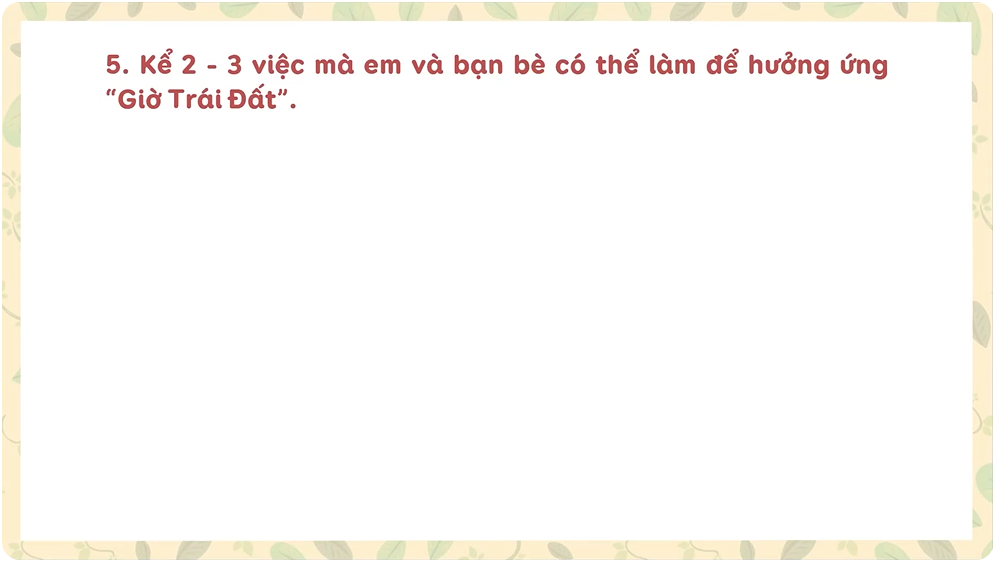 5. Kể 2 - 3 việc mà em và bạn bè có thể làm để hưởng ứng
“Giờ Trái Đất”.